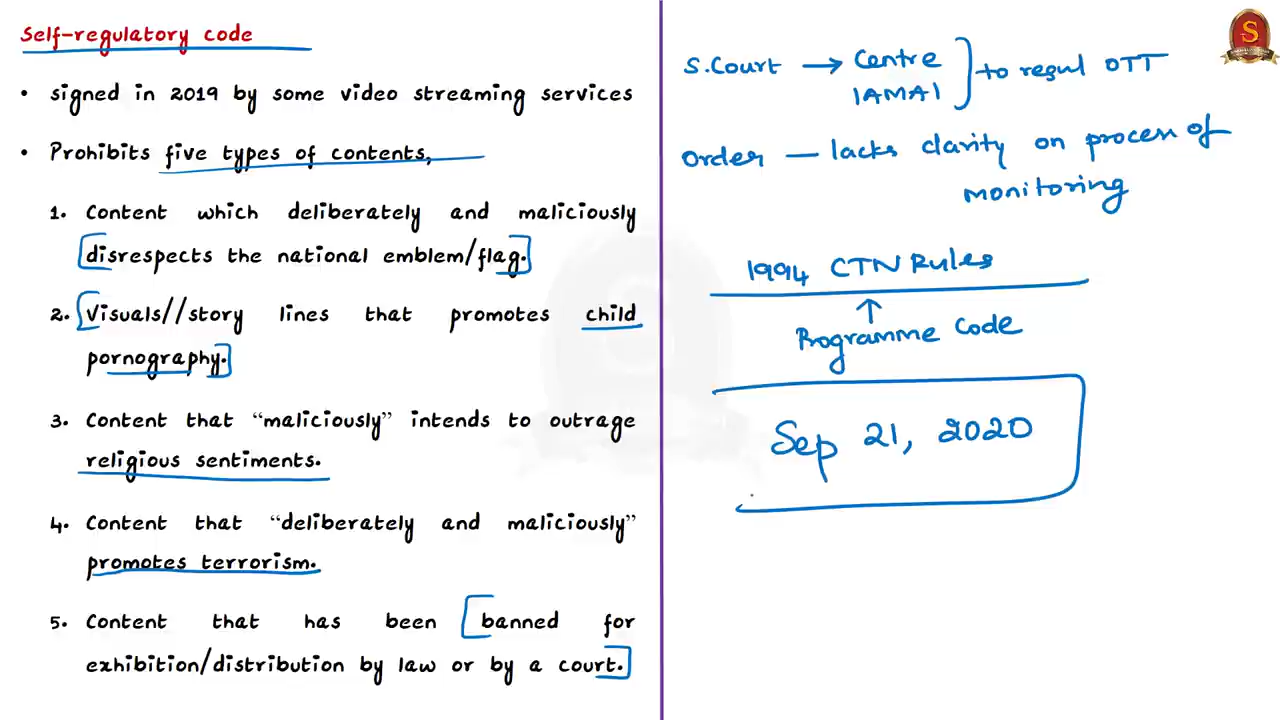 Self-regulatory code
• signed in 2019 by some video streaming services
• Prohibits five types of contents,
1. Content which deliberately and maliciously
disrespects the national emblem/flag.
2. Visuals//story lines that promotes child
pornography.
3. Content that “maliciously” intends to outrage
religious sentiments.
4. Content that “deliberately and maliciously”
promotes terrorism.
5. Content that has been banned for
exhibition/distribution by law or by a court.
S.Court → Centre
IAMAI
to regul OTT
Order — lacks clarity on process of
monitoring
1994 CTN Rules
↑
Programme Code
Sep 21, 2020
S